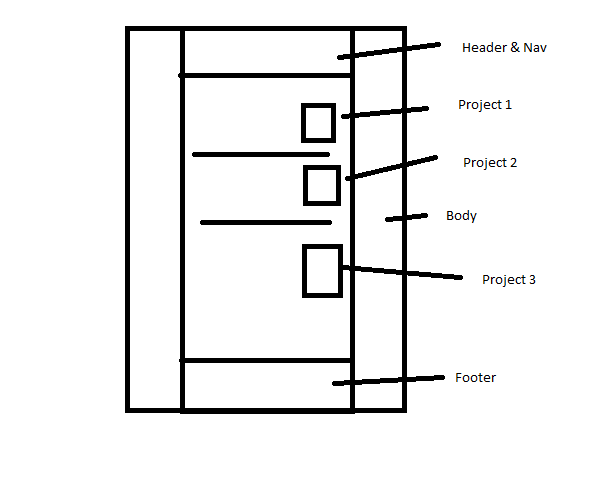 Header & Nav
Project 1
Project 2
Body
Project 3
Footer